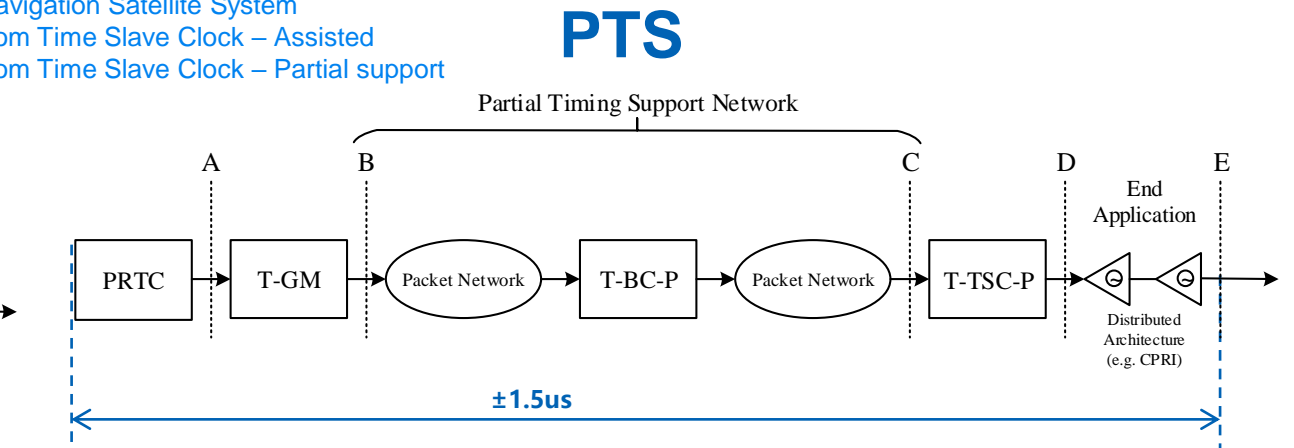 avigation Satellite System
om Time Slave Clock – Assisted
om Time Slave Clock – Partial support
PTS
Partial Timing Support Network
A
B
C
D
E
End
Application
PRTC
T-GM
Packet Network
T-BC-P
Packet Network
T-TSC-P
Distributed
Architecture
(e.g. CPRI)
±1.5us